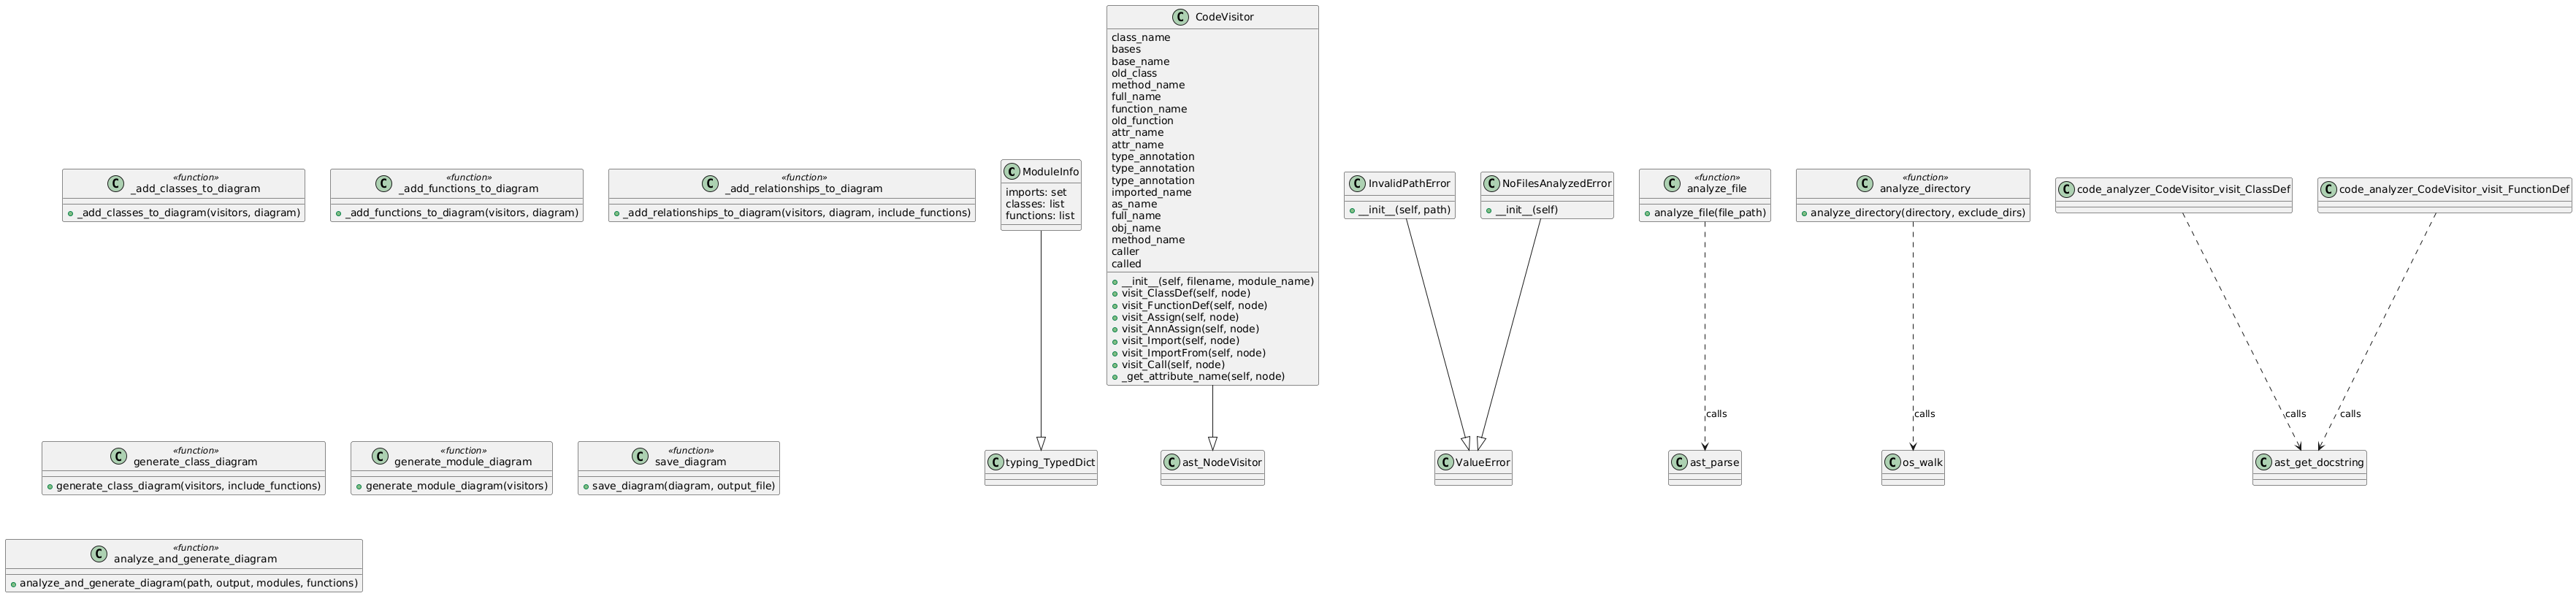 C CodeVisitor
class_name
bases
base_name
old_class
method_name
full_name
function_name
old_function
attr_name
attr_name
type_annotation
type_annotation
type_annotation
imported_name
as_name
full_name
obj_name
method_name
caller
called
__init__(self, filename, module_name)
visit_ClassDef(self, node)
visit_FunctionDef(self, node)
visit_Assign(self, node)
visit_AnnAssign(self, node)
visit_Import(self, node)
visit_ImportFrom(self, node)
visit_Call(self, node)
_get_attribute_name(self, node)
C «function»
_add_classes_to_diagram
_add_classes_to_diagram(visitors, diagram)
C «function»
_add_functions_to_diagram
_add_functions_to_diagram(visitors, diagram)
C «function»
_add_relationships_to_diagram
_add_relationships_to_diagram(visitors, diagram, include_functions)
C ModuleInfo
imports: set
classes: list
functions: list
C InvalidPathError
__init__(self, path)
C NoFilesAnalyzedError
__init__(self)
C «function»
analyze_file
analyze_file(file_path)
C «function»
analyze_directory
analyze_directory(directory, exclude_dirs)
C code_analyzer_CodeVisitor_visit_ClassDef
C code_analyzer_CodeVisitor_visit_FunctionDef
calls
calls
calls
calls
C «function»
generate_class_diagram
generate_class_diagram(visitors, include_functions)
C «function»
generate_module_diagram
generate_module_diagram(visitors)
C «function»
save_diagram
save_diagram(diagram, output_file)
C typing_TypedDict
C ast_NodeVisitor
C ValueError
C ast_parse
C os_walk
C ast_get_docstring
C «function»
analyze_and_generate_diagram
analyze_and_generate_diagram(path, output, modules, functions)